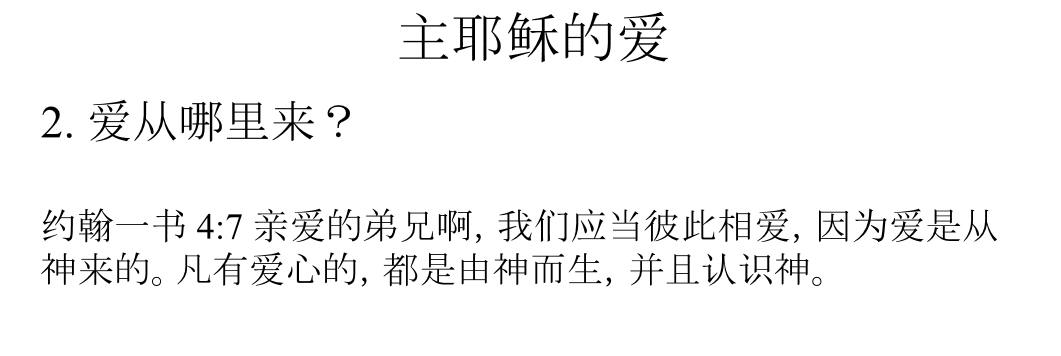 主耶稣的爱
2. 爱从哪里来？
约翰一书 4:7 亲爱的弟兄啊, 我们应当彼此相爱, 因为爱是从
神来的。凡有爱心的, 都是由神而生, 并且认识神。